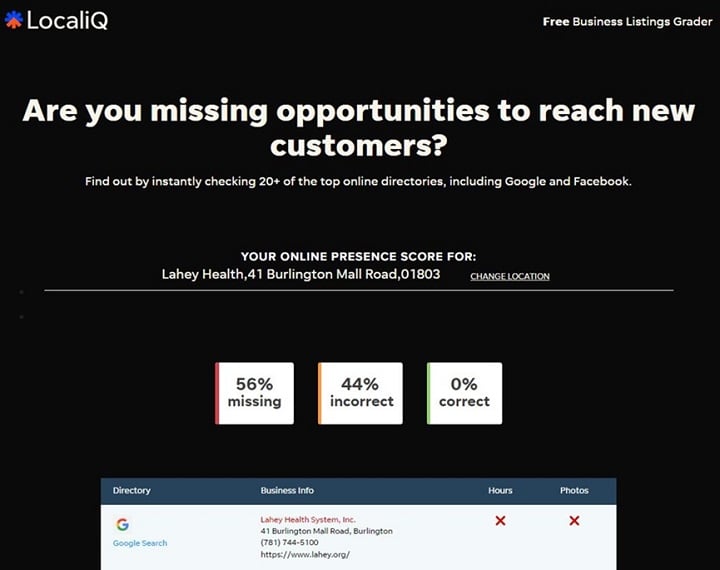 LocaliQ
Free Business Listings Grader
Are you missing opportunities to reach new
customers?
Find out by instantly checking 20+ of the top online directories, including Google and Facebook.
YOUR ONLINE PRESENCE SCORE FOR:
Lahey Health,41 Burlington Mall Road,01803 CHANGE LOCATION
56% 44% 0%
missing incorrect correct
Directory Business Info Hours Photos
Lahey Health System, Inc.
41 Burlington Mall Road, Burlington
Google Search (781) 744-5100
https://www.lahey.org/